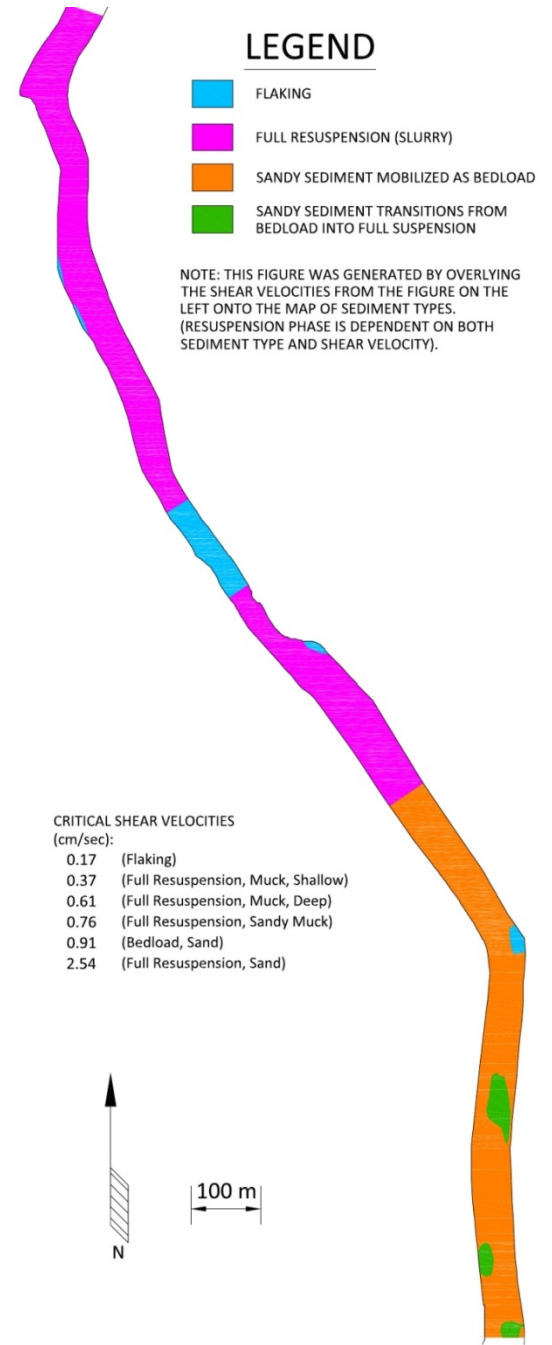 LEGEND
FLAKING
FULL RESUSPENSION (SLURRY)
SANDY SEDIMENT MOBILIZED AS BEDLOAD
SANDY SEDIMENT TRANSITIONS FROM
BEDLOAD INTO FULL SUSPENSION
NOTE: THIS FIGURE WAS GENERATED BY OVERLYING
THE SHEAR VELOCITIES FROM THE FIGURE ON THE
LEFT ONTO THE MAP OF SEDIMENT TYPES.
(RESUSPENSION PHASE IS DEPENDENT ON BOTH
SEDIMENT TYPE AND SHEAR VELOCITY).
CRITICAL SHEAR VELOCITIES
(cm/sec):
0.17 (Flaking)
0.37 (Full Resuspension, Muck, Shallow)
0.61 (Full Resuspension, Muck, Deep)
0.76 (Full Resuspension, Sandy Muck)
0.91 (Bedload, Sand)
2.54 (Full Resuspension, Sand)
100 m
N